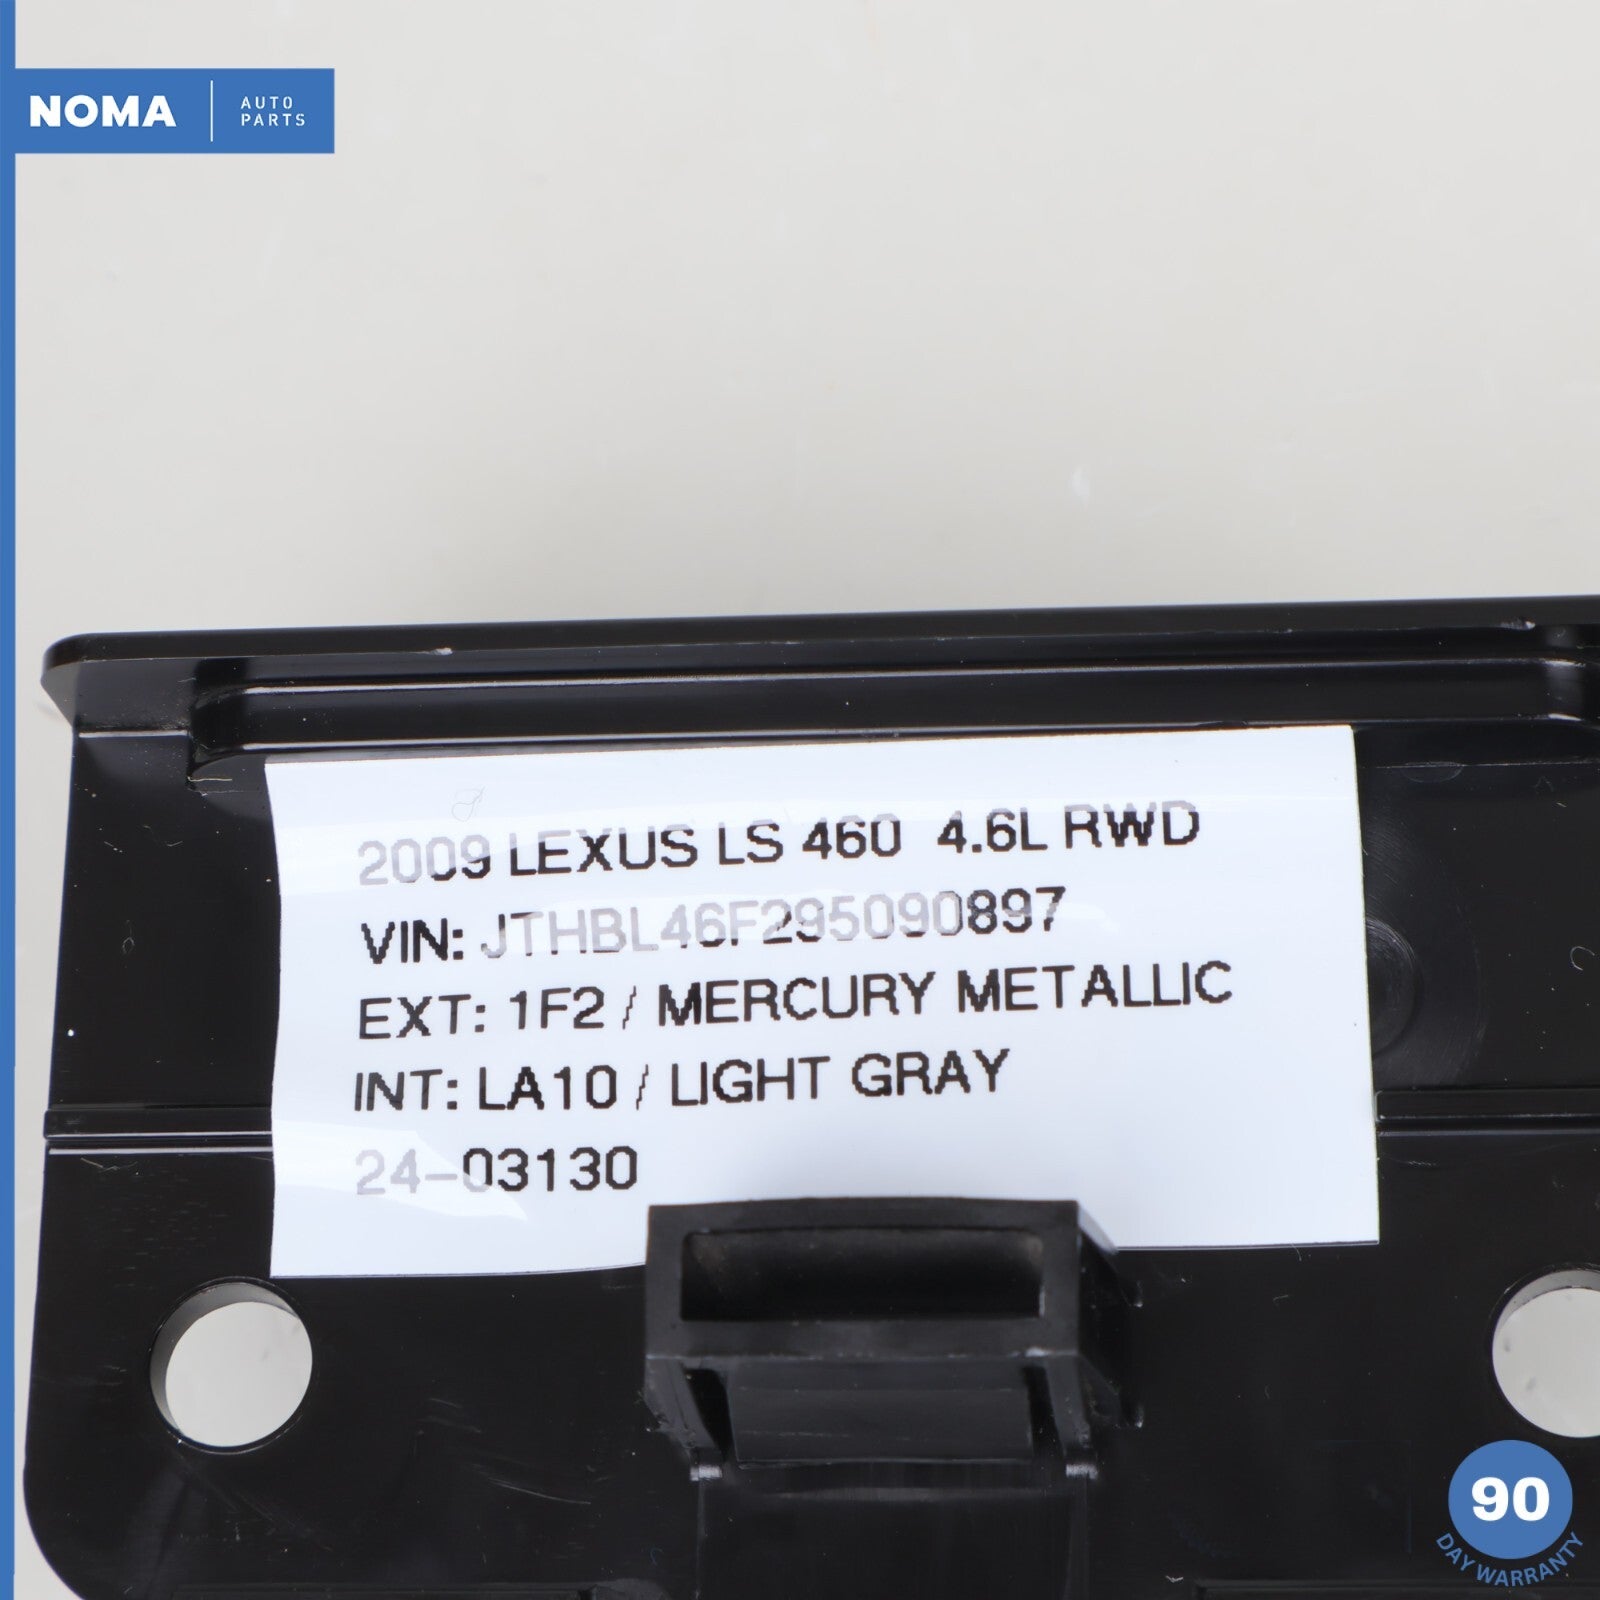 NOMA
AUTO
PARTS
2009 LEXUS LS 460 4.6L RWD
VIN: JTHBL46F295090897
EXT: 1F2 / MERCURY METALLIC
INT: LA10 / LIGHT GRAY
24-03130
90
DAY WARRANTY